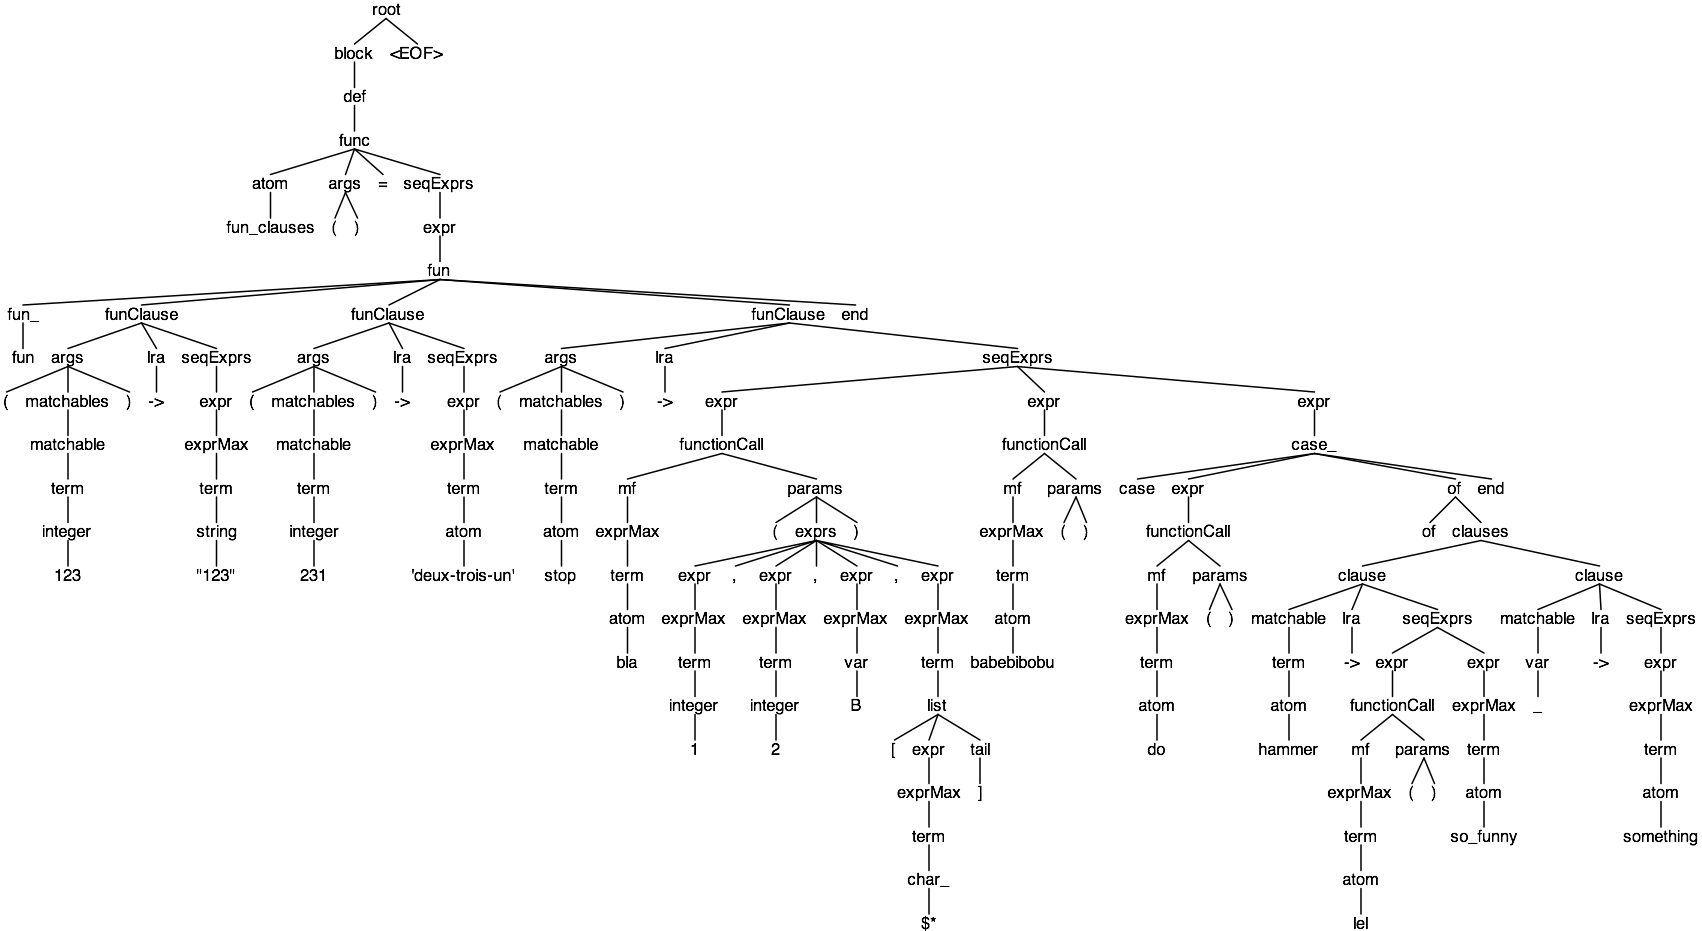 root
block <EOF>
def
func
atom args = seqExprs
fun_clauses ( ) expr
fun
fun_ funClause funClause funClause end
fun args lra seqExprs args lra seqExprs args lra seqExprs
( matchables ) -> expr ( matchables ) -> expr ( matchables ) -> expr expr expr
matchable exprMax matchable exprMax matchable functionCall functionCall case_
term term term term term mf params mf params case expr of end
integer string integer atom atom exprMax ( exprs ) exprMax ( ) functionCall of clauses
123 "123" 231 'deux-trois-un' stop term expr , expr , expr , expr term mf params clause clause
atom exprMax exprMax exprMax exprMax atom exprMax ( ) matchable lra seqExprs matchable lra seqExprs
bla term term var term babebibobu term term -> expr expr var -> expr
integer integer B list atom atom functionCall exprMax _ exprMax
1 2 [ expr tail do hammer mf params term term
exprMax ] exprMax ( ) atom atom
term term so_funny something
char_ atom
$* lel